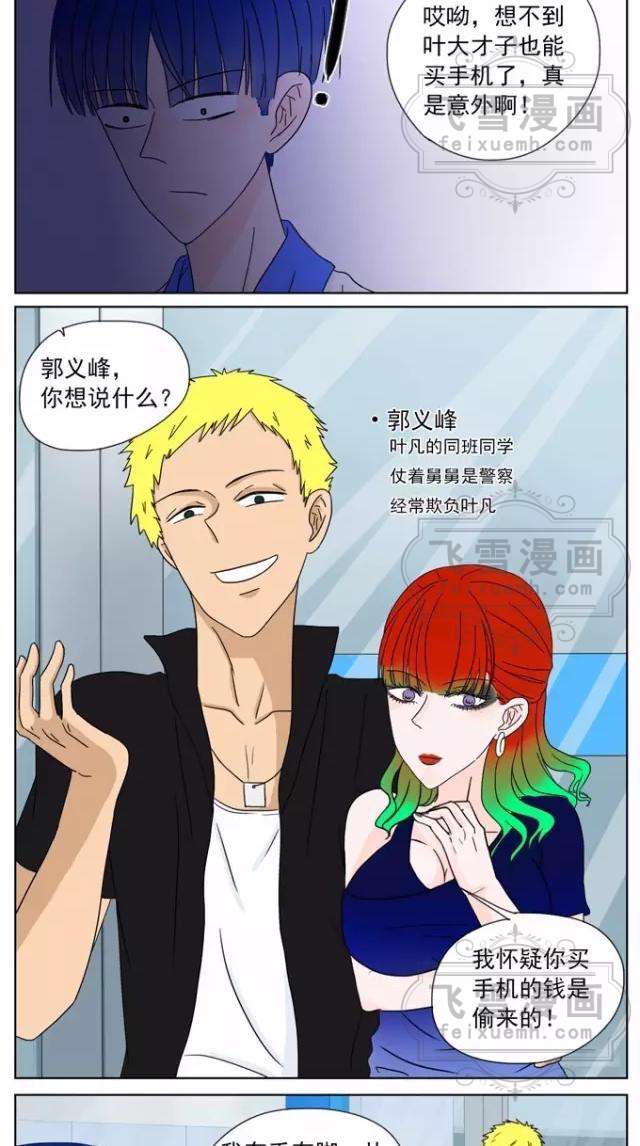 哎呦，想不到
叶大才子也能
买手机了，真
是意外啊！
飞雪漫画
feixuemh.com
郭义峰，
你想说什么？
·郭义峰
叶凡的同班同学
仗着舅舅是警察
经常欺负叶凡
飞雪漫画
feixuemh.com
我怀疑你买
手机的钱是
偷来的！
飞雪漫画
feixuemh.com